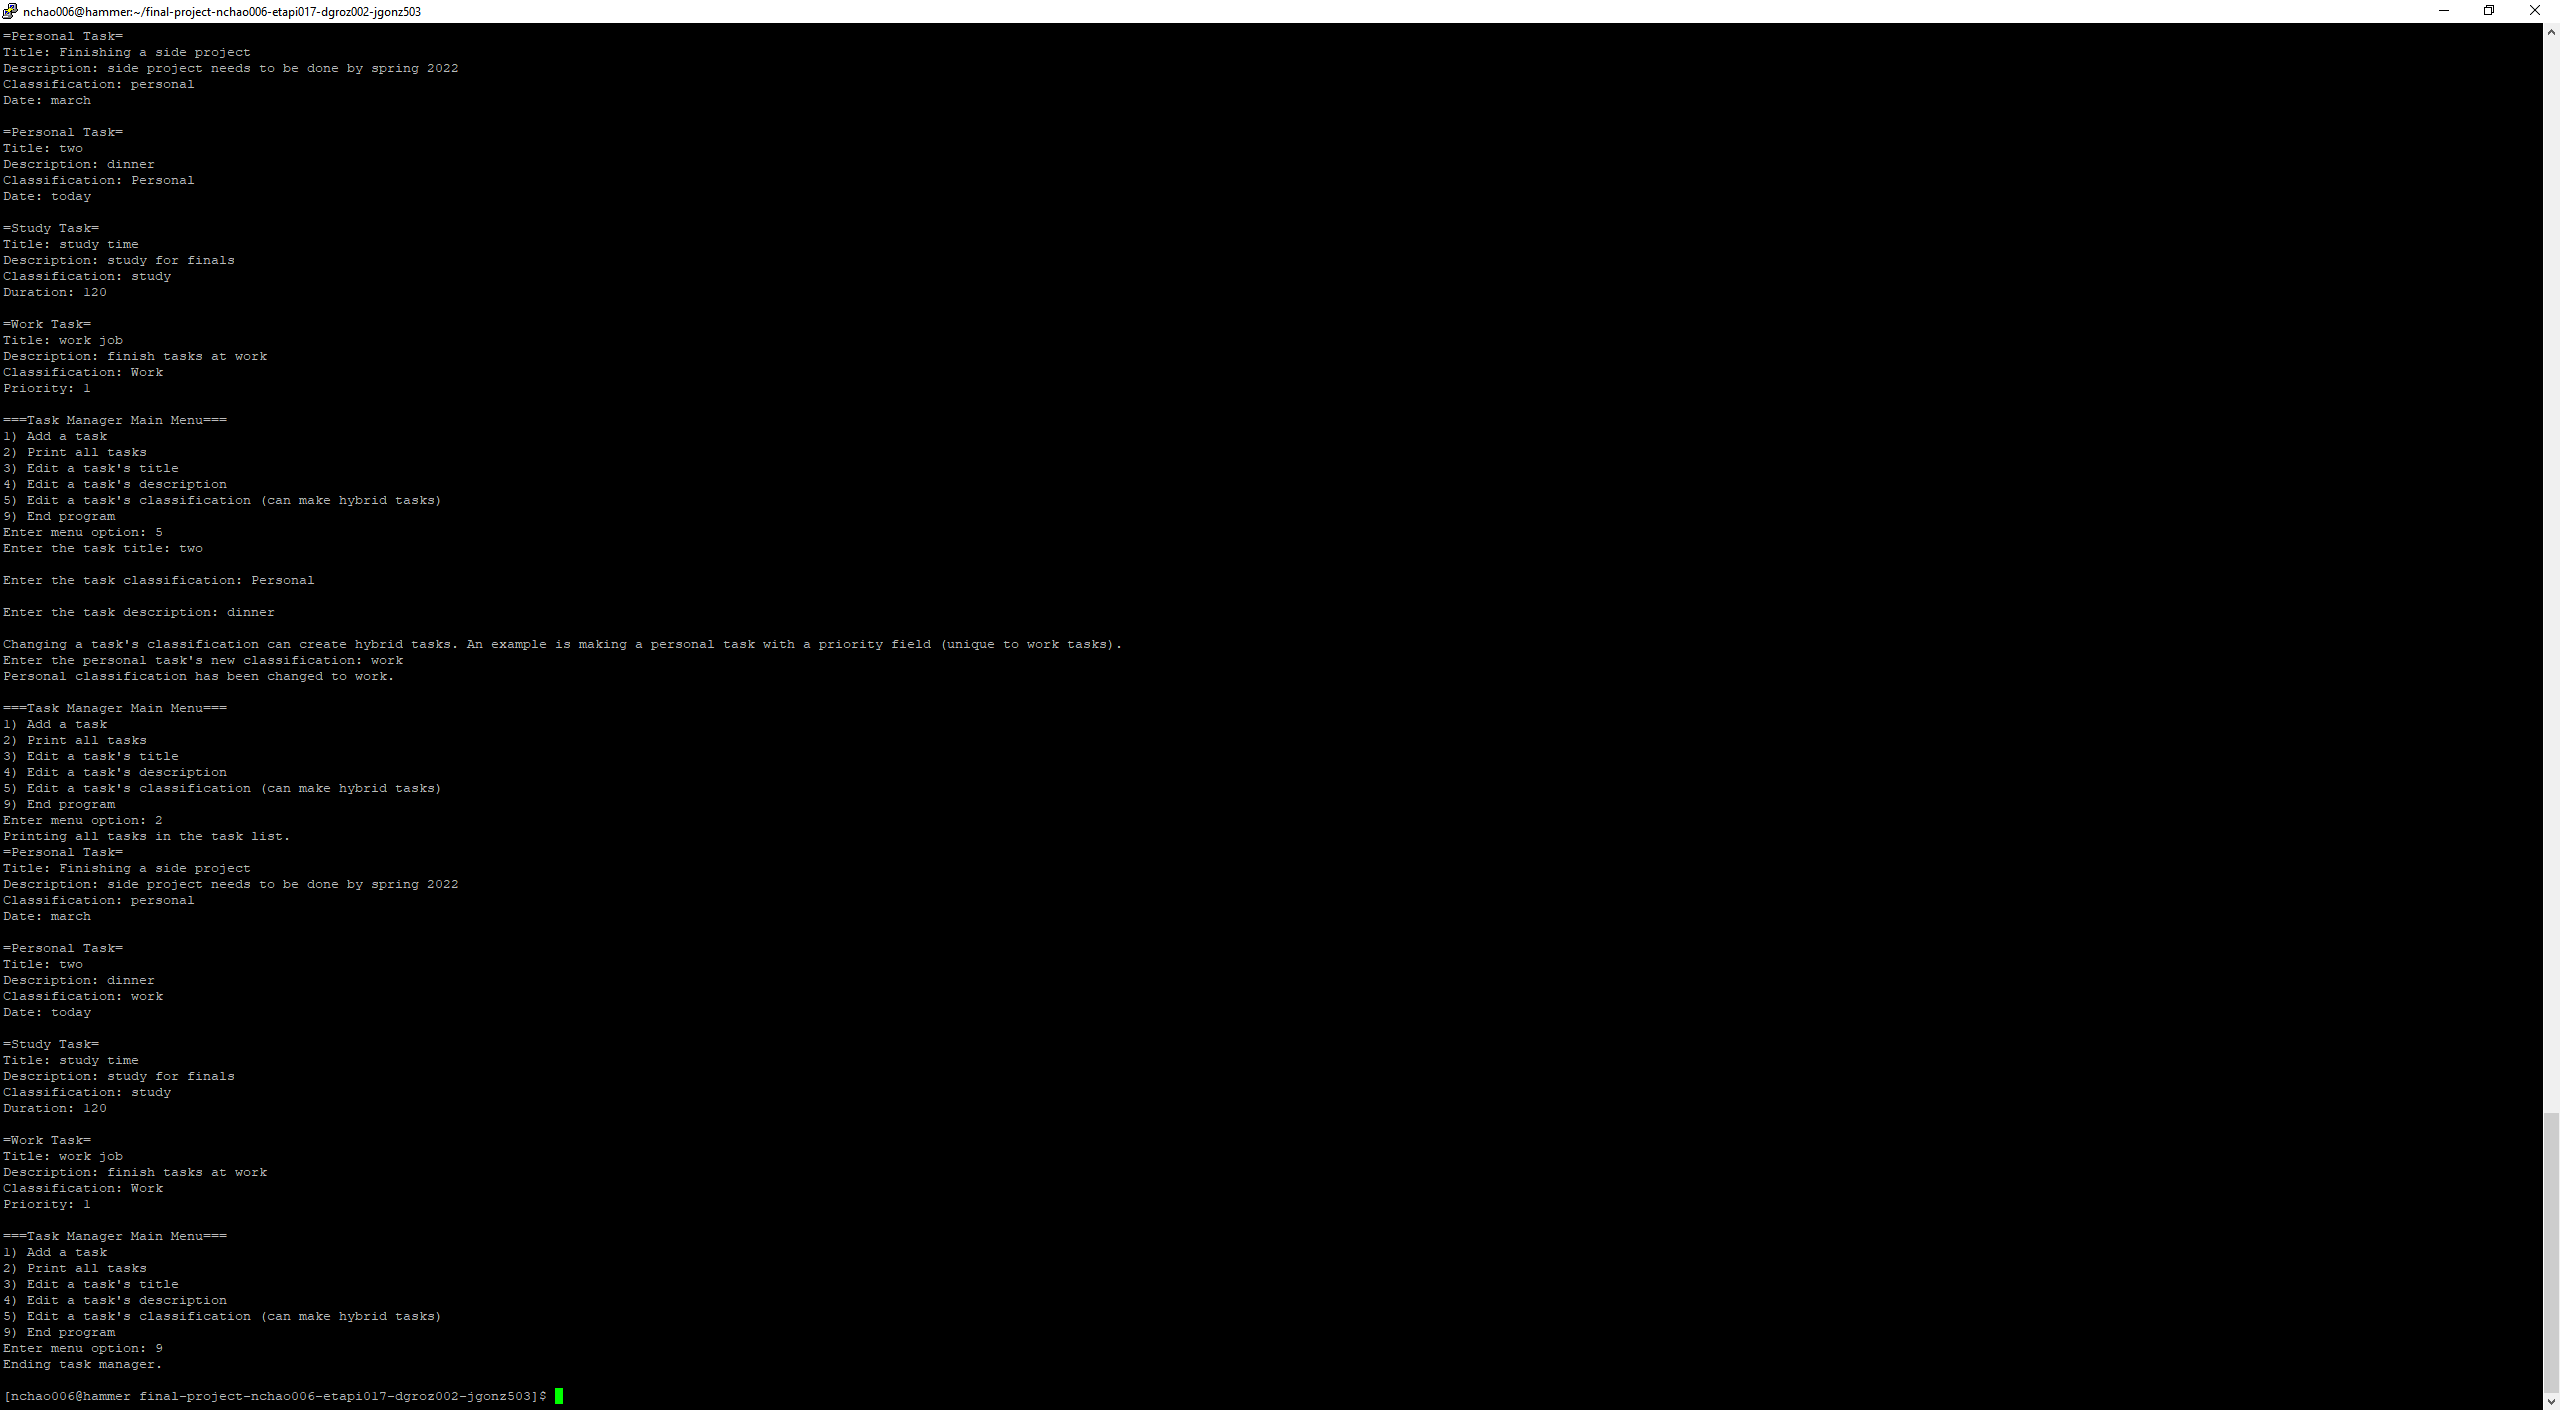 nchao006@hammer:~/final-project-nchao006-etapi017-dgroz002-jgonz503
=Personal Task=
Title: Finishing a side project
Description: side project needs to be done by spring 2022
Classification: personal
Date: march
=Personal Task=
Title: two
Description: dinner
Classification: Personal
Date: today
=Study Task=
Title: study time
Description: study for finals
Classification: study
Duration: 120
=Work Task=
Title: work job
Description: finish tasks at work
Classification: Work
Priority: 1
===Task Manager Main Menu===
1) Add a task
2) Print all tasks
3) Edit a task's title
4) Edit a task's description
5) Edit a task's classification (can make hybrid tasks)
9) End program
Enter menu option: 5
Enter the task title: two
Enter the task classification: Personal
Enter the task description: dinner
Changing a task's classification can create hybrid tasks. An example is making a personal task with a priority field (unique to work tasks).
Enter the personal task's new classification: work
Personal classification has been changed to work.
===Task Manager Main Menu===
1) Add a task
2) Print all tasks
3) Edit a task's title
4) Edit a task's description
5) Edit a task's classification (can make hybrid tasks)
9) End program
Enter menu option: 2
Printing all tasks in the task list.
=Personal Task=
Title: Finishing a side project
Description: side project needs to be done by spring 2022
Classification: personal
Date: march
=Personal Task=
Title: two
Description: dinner
Classification: work
Date: today
=Study Task=
Title: study time
Description: study for finals
Classification: study
Duration: 120
=Work Task=
Title: work job
Description: finish tasks at work
Classification: Work
Priority: 1
===Task Manager Main Menu===
1) Add a task
2) Print all tasks
3) Edit a task's title
4) Edit a task's description
5) Edit a task's classification (can make hybrid tasks)
9) End program
Enter menu option: 9
Ending task manager.
[nchao006@hammer final-project-nchao006-etapi017-dgroz002-jgonz503]$